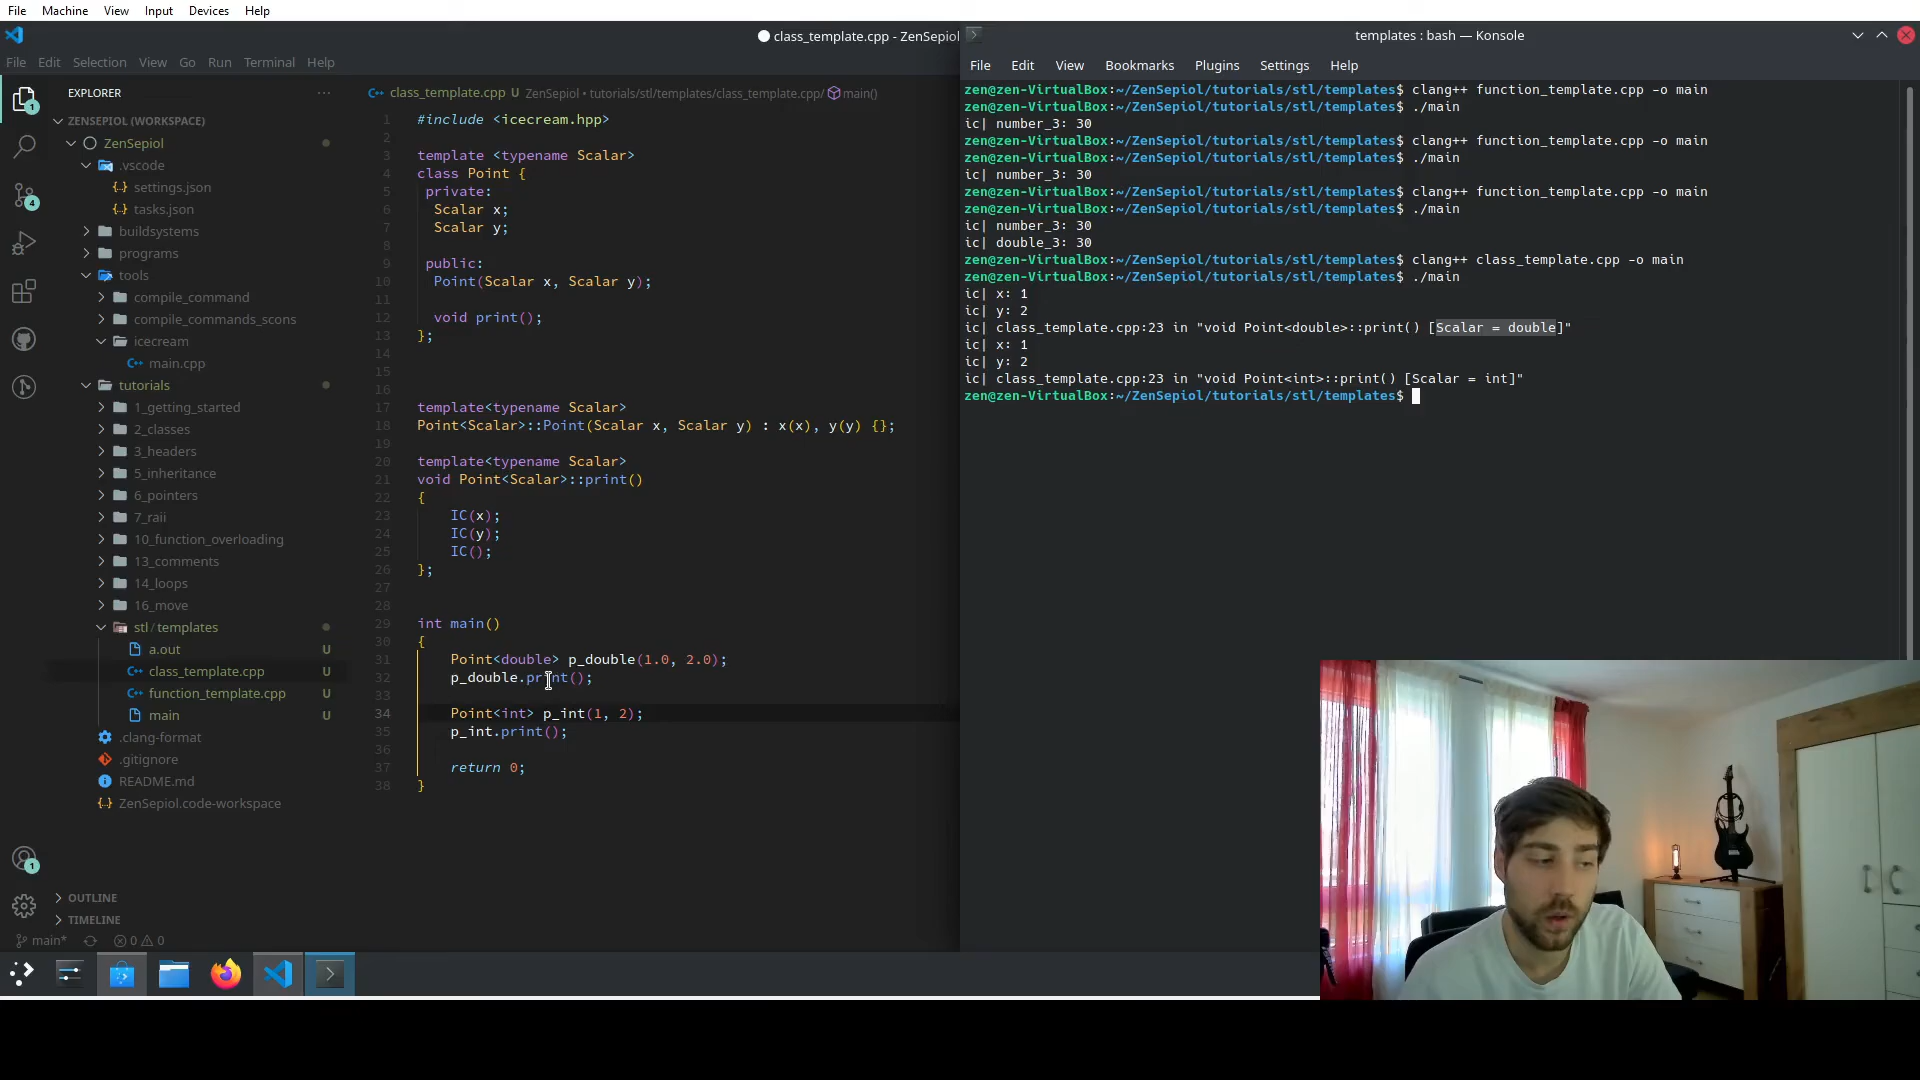 File Machine View Input Devices Help
class_template.cpp - ZenSepiol
File Edit Selection View Go Run Terminal Help
EXPLORER
ZENSEPIOL (WORKSPACE)
ZenSepiol
.vscode
settings.json
tasks.json
buildsystems
programs
tools
compile_command
compile_commands_scons
icecream
main.cpp
tutorials
1_getting_started
2_classes
3_headers
5_inheritance
6_pointers
7_raii
10_function_overloading
13_comments
14_loops
16_move
stl / templates
a.out U
class_template.cpp U
function_template.cpp U
main U
.clang-format
.gitignore
README.md
ZenSepiol.code-workspace
OUTLINE
TIMELINE
1
4
1
main* 0 0
class_template.cpp U ZenSepiol • tutorials/stl/templates/class_template.cpp/ main()
1 #include <icecream.hpp>
2
3 template <typename Scalar>
4 class Point {
5 private:
6 Scalar x;
7 Scalar y;
8
9 public:
10 Point(Scalar x, Scalar y);
11
12 void print();
13 };
14
15
16
17 template<typename Scalar>
18 Point<Scalar>::Point(Scalar x, Scalar y) : x(x), y(y) {};
19
20 template<typename Scalar>
21 void Point<Scalar>::print()
22 {
23 IC(x);
24 IC(y);
25 IC();
26 };
27
28
29 int main()
30 {
31 Point<double> p_double(1.0, 2.0);
32 p_double.print();
33
34 Point<int> p_int(1, 2);
35 p_int.print();
36
37 return 0;
38 }
templates : bash — Konsole
File Edit View Bookmarks Plugins Settings Help
zen@zen-VirtualBox:~/ZenSepiol/tutorials/stl/templates$ clang++ function_template.cpp -o main
zen@zen-VirtualBox:~/ZenSepiol/tutorials/stl/templates$ ./main
ic| number_3: 30
zen@zen-VirtualBox:~/ZenSepiol/tutorials/stl/templates$ clang++ function_template.cpp -o main
zen@zen-VirtualBox:~/ZenSepiol/tutorials/stl/templates$ ./main
ic| number_3: 30
zen@zen-VirtualBox:~/ZenSepiol/tutorials/stl/templates$ clang++ function_template.cpp -o main
zen@zen-VirtualBox:~/ZenSepiol/tutorials/stl/templates$ ./main
ic| number_3: 30
ic| double_3: 30
zen@zen-VirtualBox:~/ZenSepiol/tutorials/stl/templates$ clang++ class_template.cpp -o main
zen@zen-VirtualBox:~/ZenSepiol/tutorials/stl/templates$ ./main
ic| x: 1
ic| y: 2
ic| class_template.cpp:23 in "void Point<double>::print() [Scalar = double]"
ic| x: 1
ic| y: 2
ic| class_template.cpp:23 in "void Point<int>::print() [Scalar = int]"
zen@zen-VirtualBox:~/ZenSepiol/tutorials/stl/templates$